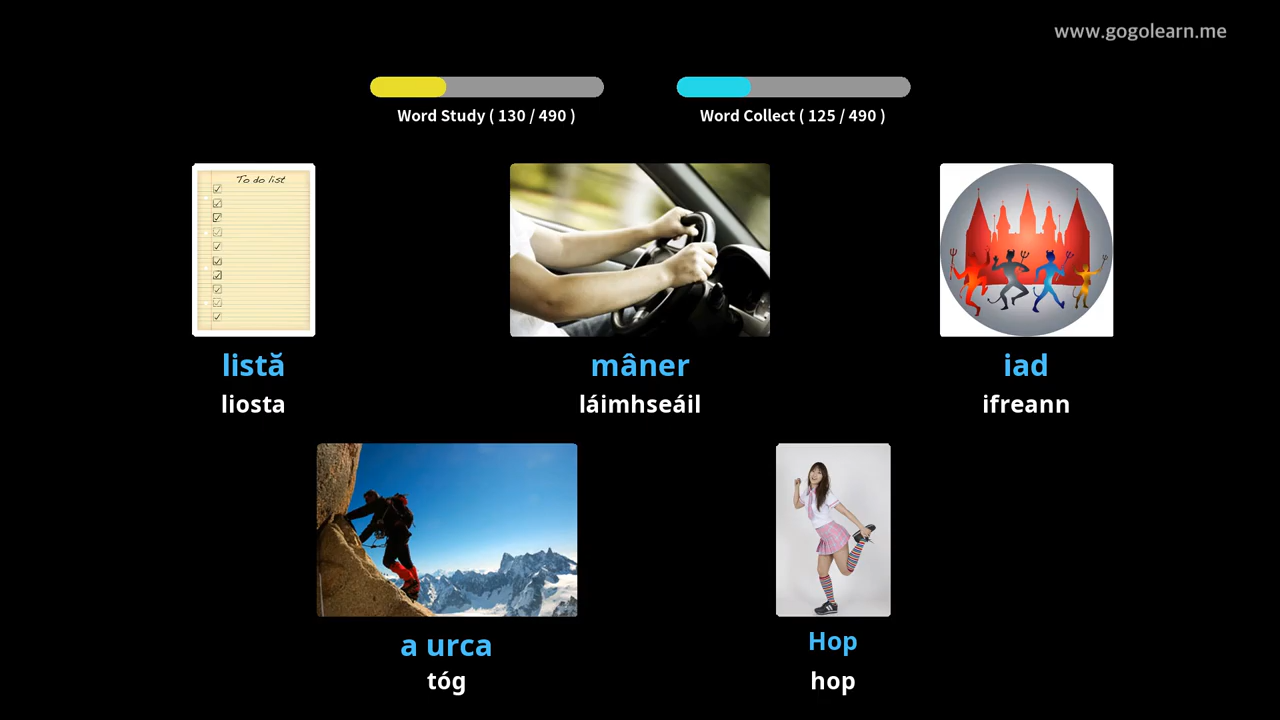 www.gogolearn.me
Word Study ( 130 / 490 )
Word Collect ( 125 / 490 )
To do list
listă
liosta
mâner
láimhseáil
iad
ifreann
a urca
tóg
Hop
hop